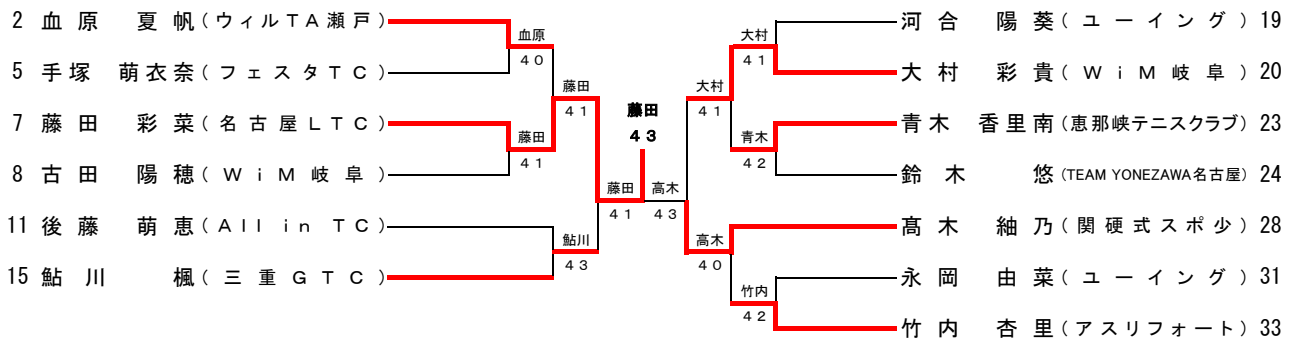 2 血原 夏帆(ウィルTA瀬戸)
5 手塚 萌衣奈(フェスタTC)
7 藤田 彩菜(名古屋LTC)
8 古田 陽穂(WiM岐阜)
11 後藤 萌恵(All in TC)
15 鮎川 楓(三重GTC)
血原
40
藤田
41
藤田
41
鮎川
43
藤田
41
藤田
43
高木
43
大村
41
大村
41
青木
42
高木
40
竹内
42
河合 陽葵(ユーイング) 19
大村 彩貴(WiM岐阜) 20
青木 香里南(恵那峡テニスクラブ) 23
鈴木 悠(TEAM YONEZAWA名古屋) 24
髙木 紬乃(関硬式スポ少) 28
永岡 由菜(ユーイング) 31
竹内 杏里(アスリフォート) 33